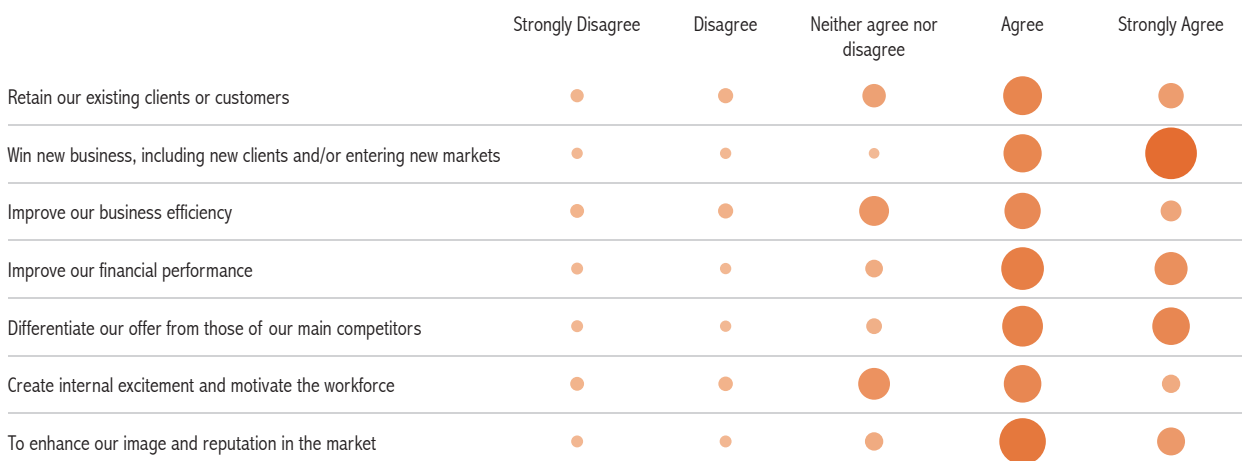 Strongly Disagree Disagree Neither agree nor disagree Agree Strongly Agree
Retain our existing clients or customers
Win new business, including new clients and/or entering new markets
Improve our business efficiency
Improve our financial performance
Differentiate our offer from those of our main competitors
Create internal excitement and motivate the workforce
To enhance our image and reputation in the market